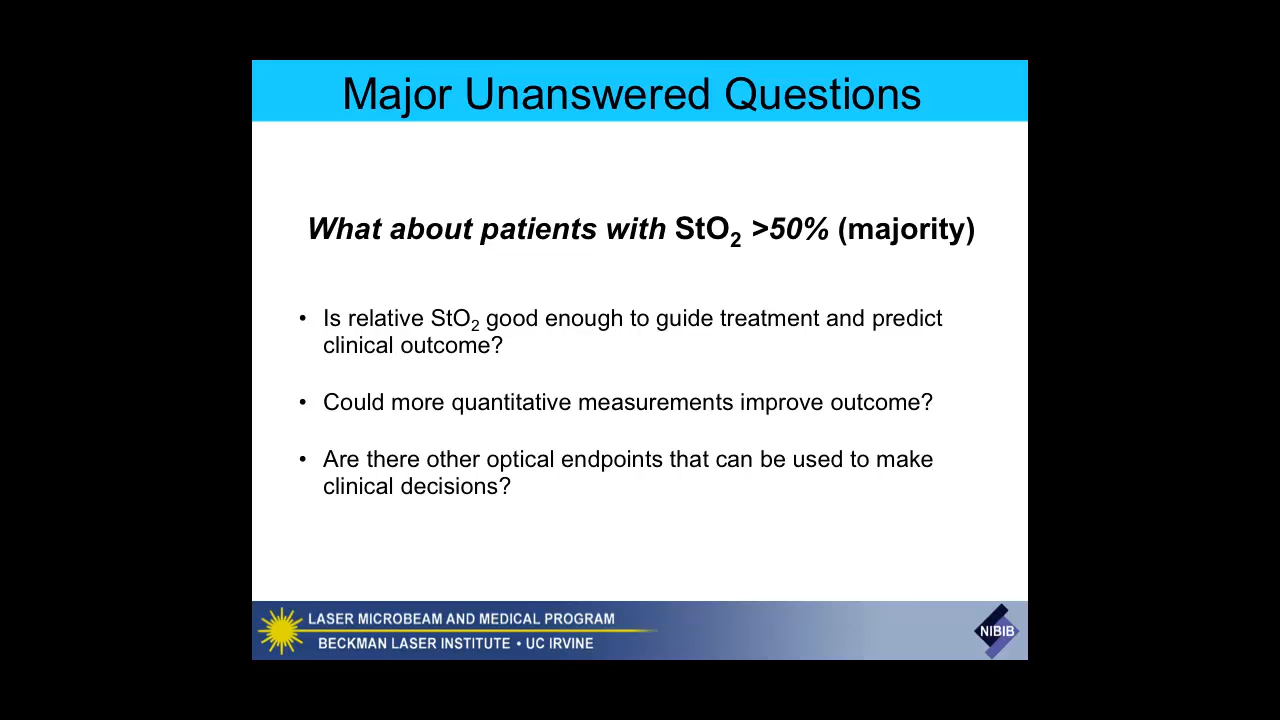 Major Unanswered Questions
What about patients with StO₂ >50% (majority)
• Is relative StO₂ good enough to guide treatment and predict
clinical outcome?
• Could more quantitative measurements improve outcome?
• Are there other optical endpoints that can be used to make
clinical decisions?
LASER MICROBEAM AND MEDICAL PROGRAM
BECKMAN LASER INSTITUTE • UC IRVINE
NIBIB